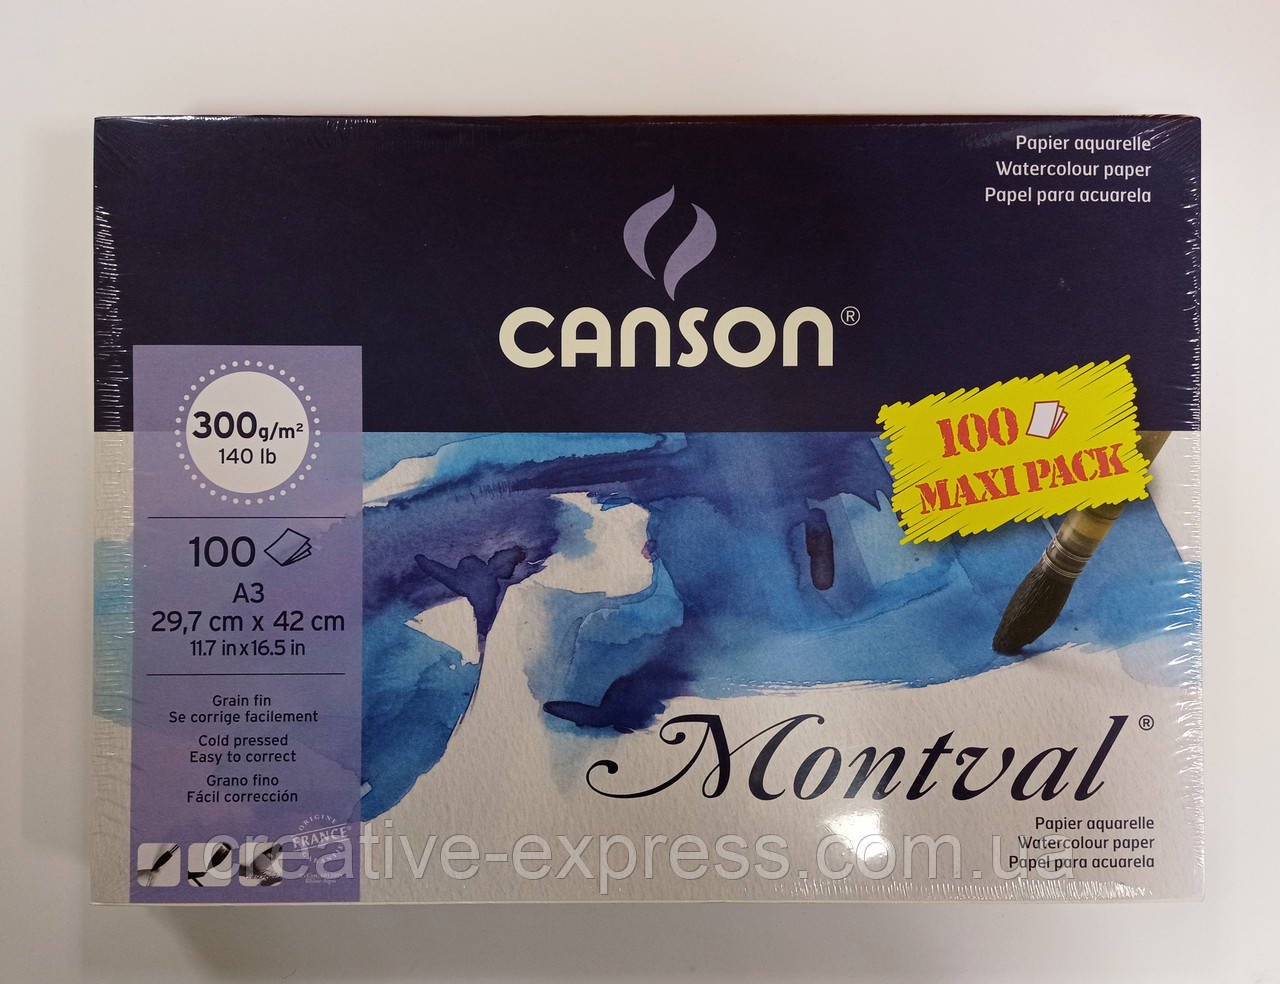 Papier aquarelle
Watercolour paper
Papel para acuarela
CANSON®
300g/m²
140 lb
100
A3
29,7 cm x 42 cm
11.7 in x 16.5 in
Grain fin
Se corrige facilement
Cold pressed
Easy to correct
Grano fino
Fácil corrección
100
MAXI PACK
Montval®
Papier aquarelle
Watercolour paper
Papel para acuarela
ORIGINE
FRANCE
creative-express.com.ua